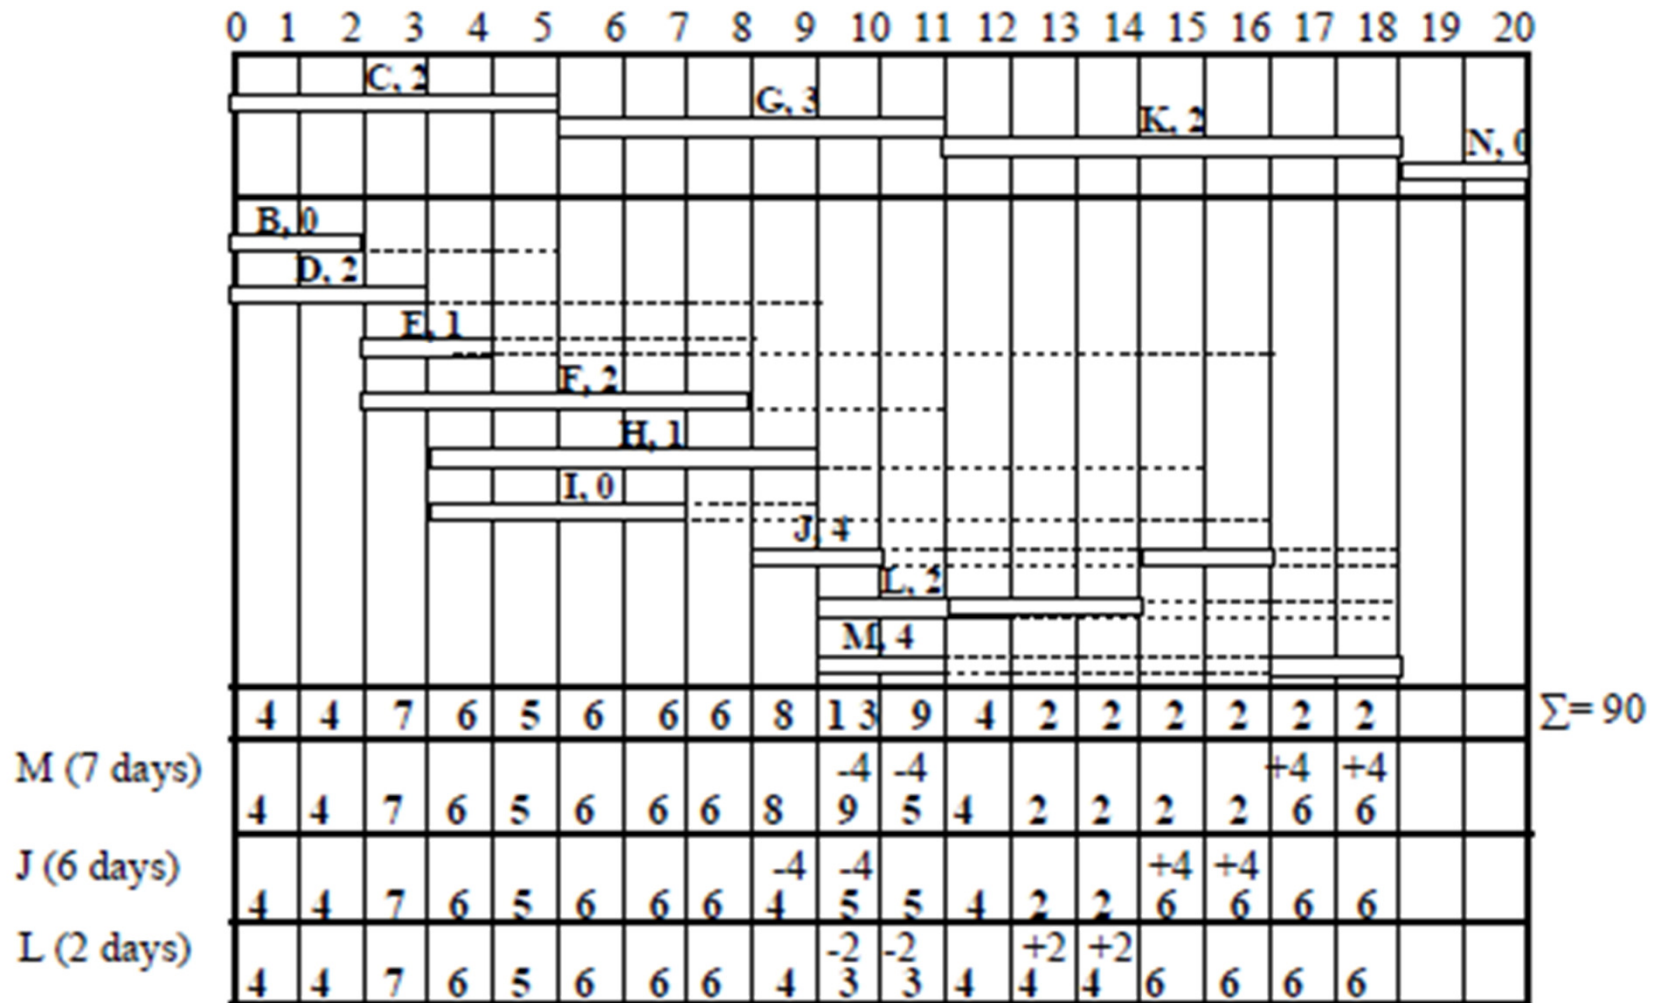 0 1 2 3 4 5 6 7 8 9 10 11 12 13 14 15 16 17 18 19 20
C, 2
G, 3
K, 2
N, 0
B, 0
D, 2
E, 1
F, 2
H, 1
I, 0
J, 4
L, 2
M, 4
4 4 7 6 5 6 6 6 8 1 3 9 4 2 2 2 2 2 2 ∑= 90
M (7 days) -4 -4 +4 +4
4 4 7 6 5 6 6 6 8 9 5 4 2 2 2 2 6 6
J (6 days) -4 -4 +4 +4
4 4 7 6 5 6 6 6 4 5 5 4 2 2 6 6 6 6
L (2 days) -2 -2 +2 +2
4 4 7 6 5 6 6 6 4 3 3 4 4 4 6 6 6 6